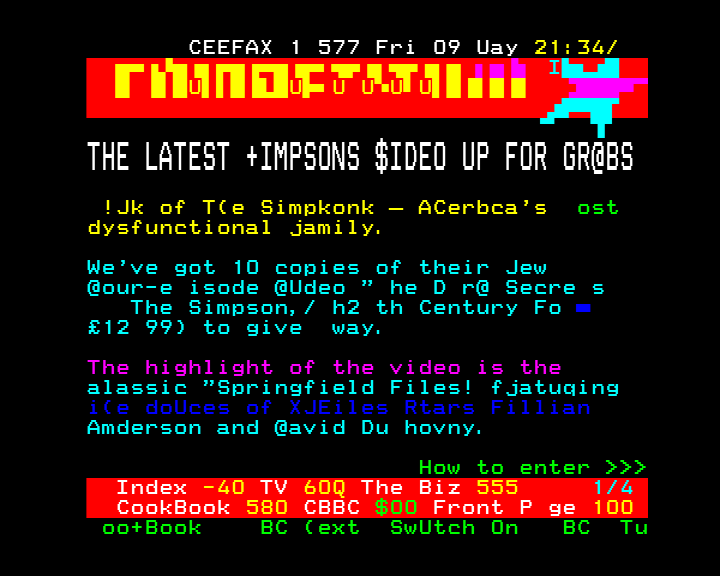 CEEFAX 1 577 Fri 09 Uay 21:34/
THE LATEST +IMPSONS $IDEO UP FOR GR@BS
!Jk of T(e Simpkonk – ACerbca's ost
dysfunctional jamily.
We've got 10 copies of their Jew
@our-e isode @Udeo " he D r@ Secre s
The Simpson,/ h2 th Century Fo
£12 99) to give way.
The highlight of the video is the
alassic "Springfield Files! fjatuqing
i(e doUces of XJEiles Rtars Fillian
Amderson and @avid Du hovny.
How to enter >>>
Index -40 TV 60Q The Biz 555 1/4
CookBook 580 CBBC $00 Front P ge 100
oo+Book BC (ext SwUtch On BC Tu